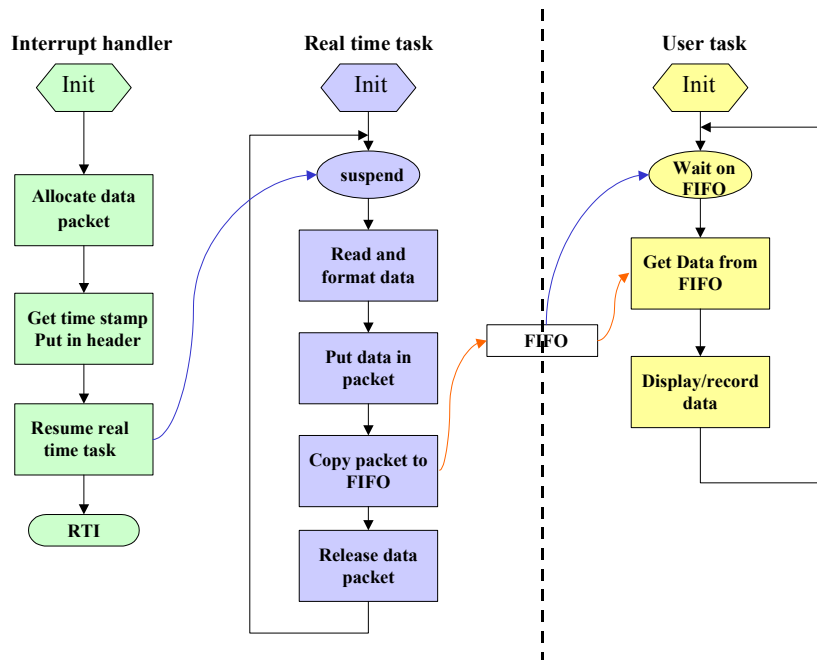 Interrupt handler
Init
Allocate data
packet
Get time stamp
Put in header
Resume real
time task
RTI
Real time task
Init
suspend
Read and
format data
Put data in
packet
Copy packet to
FIFO
Release data
packet
FIFO
User task
Init
Wait on
FIFO
Get Data from
FIFO
Display/record
data